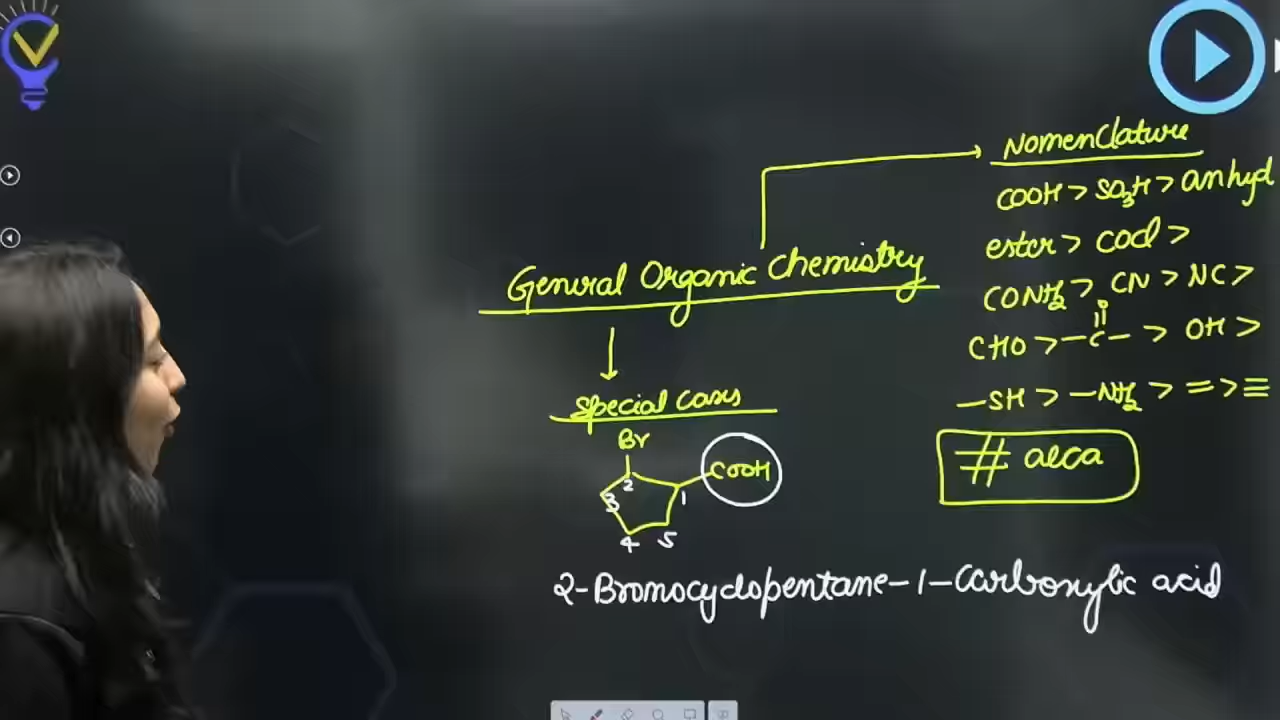 Nomenclature
COOH > SO3H > anhyd
ester > COCl >
CONH2 > CN > NC >
CHO > -C- > OH >
O
-SH > -NH2 > = > ≡
# aloa
General Organic Chemistry
Special Cases
Br
COOH
1
2
3
4
5
2-Bromocyclopentane-1-Carboxylic acid